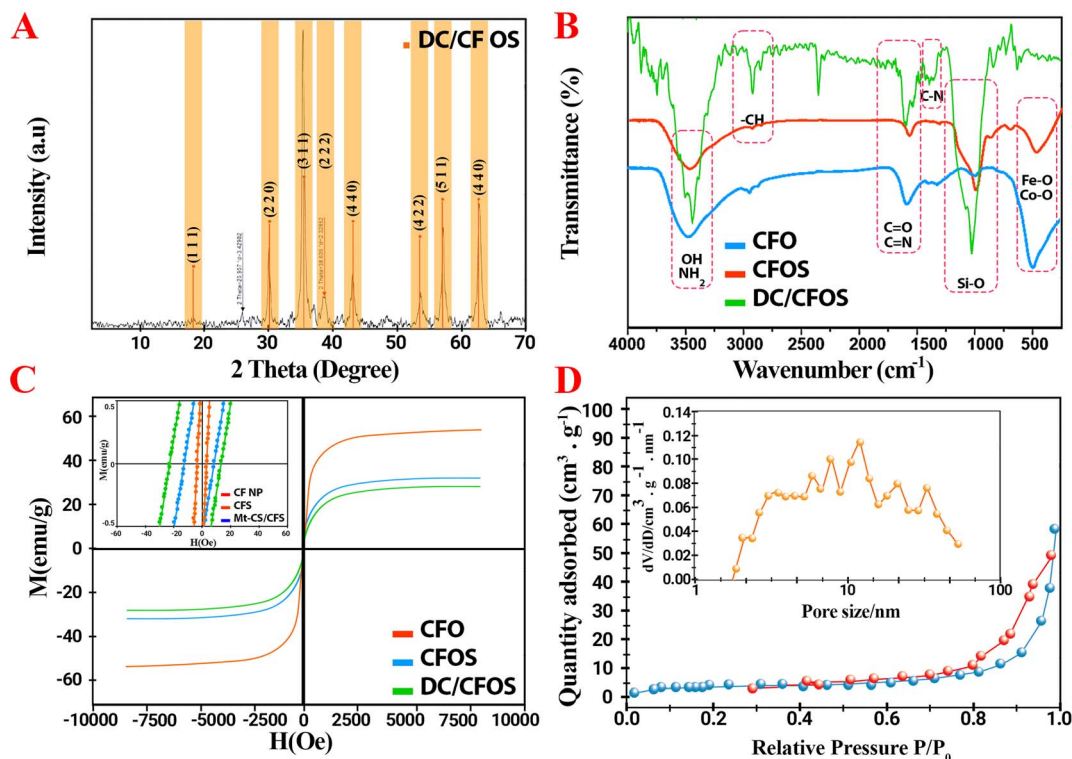 A
DC/CF OS
Intensity (a.u)
(1 1 1)
(2 2 0)
(3 1 1)
(2 2 2)
(4 4 0)
(4 2 2)
(5 1 1)
(4 4 0)
10 20 30 40 50 60 70
2 Theta (Degree)
B
Transmittance (%)
-CH
C-N
OH
NH2
C=O
C=N
Si-O
Fe-O
Co-O
CFO
CFOS
DC/CFOS
4000 3500 3000 2500 2000 1500 1000 500
Wavenumber (cm-1)
C
M(emu/g)
60
40
20
0
-20
-40
-60
0.5
0
-0.5
M(emu/g)
CF NP
CFS
Mt-CS/CFS
-60 -40 -20 0 20 40 60
H(Oe)
CFO
CFOS
DC/CFOS
-10000 -7500 -5000 -2500 0 2500 5000 7500 10000
H(Oe)
D
Quantity adsorbed (cm3 . g-1)
100
90
80
70
60
50
40
30
20
10
0
dV/dD/cm3 . g-1 . nm-1
0.14
0.12
0.10
0.08
0.06
0.04
0.02
0.00
1 10 100
Pore size/nm
0.0 0.2 0.4 0.6 0.8 1.0
Relative Pressure P/P0